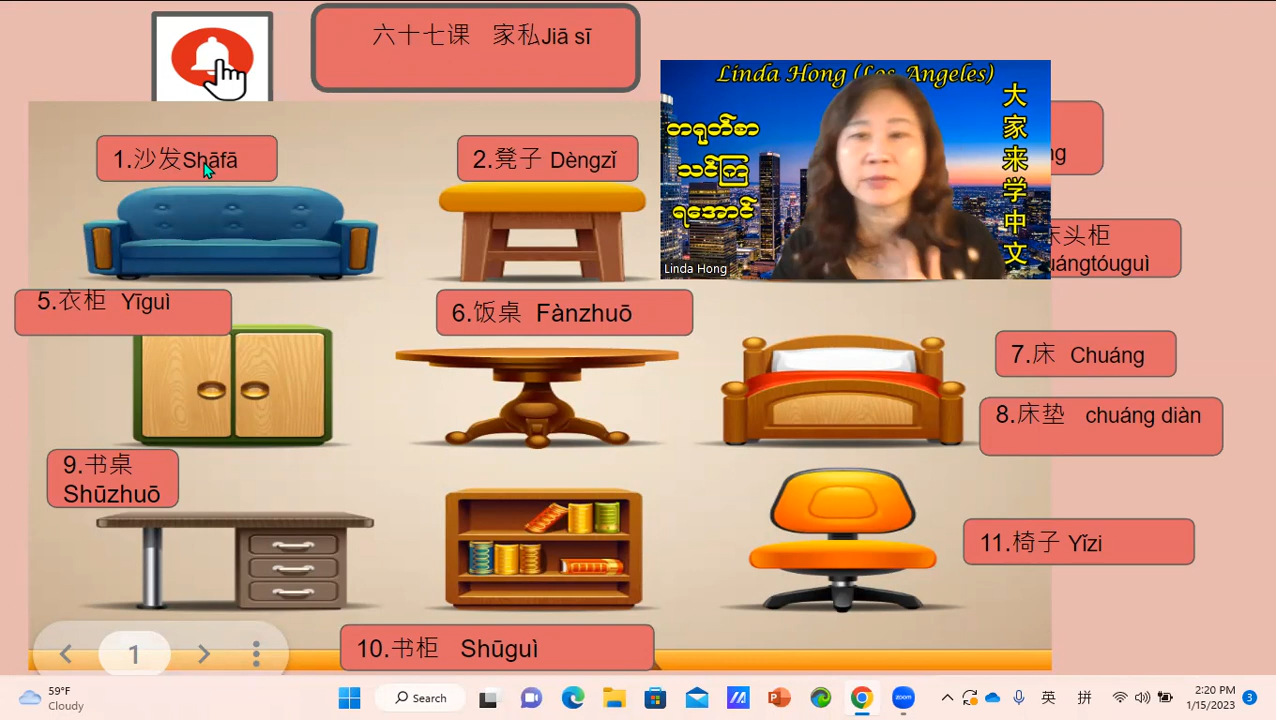 六十七课 家私Jiā sī
Linda Hong (Los Angeles)
တရုတ်စာ
သင်ကြ
ရအောင်
大
家
来
学
中
文
Linda Hong
1.沙发Shāfā
2.凳子 Dèngzǐ
ng
床头柜
uángtóuguì
5.衣柜 Yīguì
6.饭桌 Fànzhuō
7.床 Chuáng
8.床垫 chuáng diàn
9.书桌
Shūzhuō
10.书柜 Shūguì
11.椅子 Yǐzi
1
59°F
Cloudy
Search
zoom
英
拼
2:20 PM
1/15/2023
3